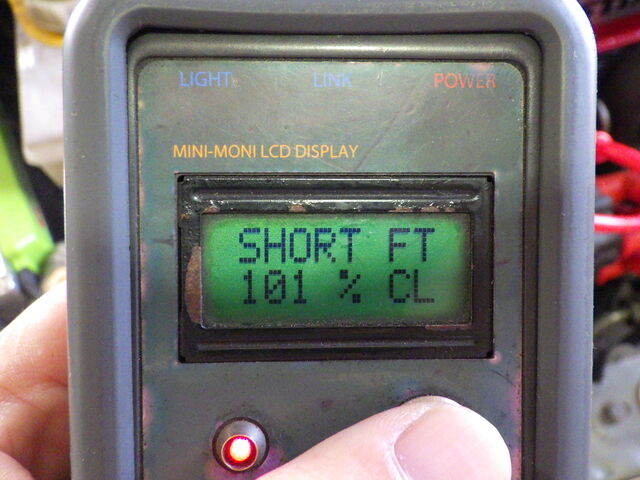 LIGHT LINK POWER
MINI-MONI LCD DISPLAY
SHORT FT
101 % CL